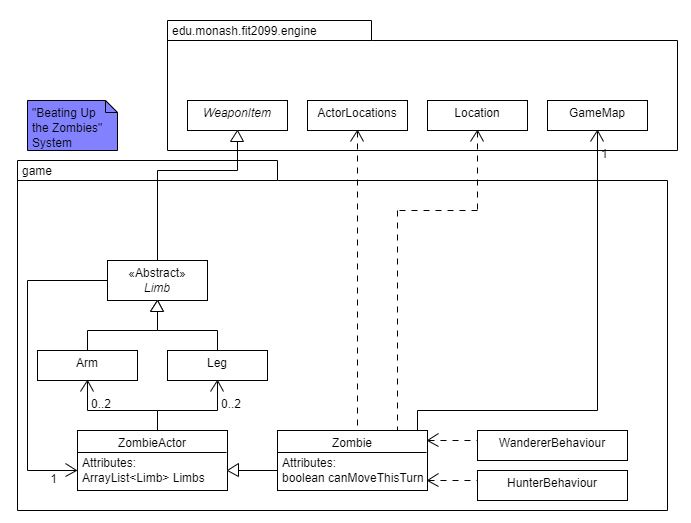 edu.monash.fit2099.engine
"Beating Up
the Zombies"
System
WeaponItem
ActorLocations
Location
GameMap
1
game
«Abstract»
Limb
Arm
Leg
0..2
0..2
ZombieActor
Attributes:
ArrayList<Limb> Limbs
1
Zombie
Attributes:
boolean canMoveThisTurn
WandererBehaviour
HunterBehaviour